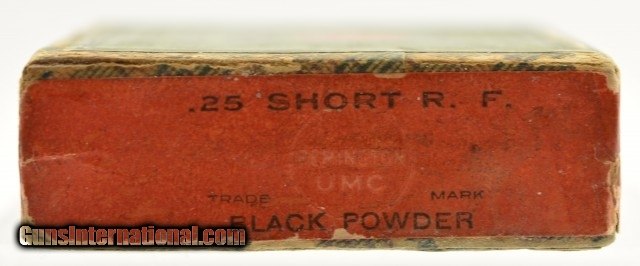 .25 SHORT R. F.
REMINGTON
UMC
TRADE MARK
BLACK POWDER
GunsInternational.com